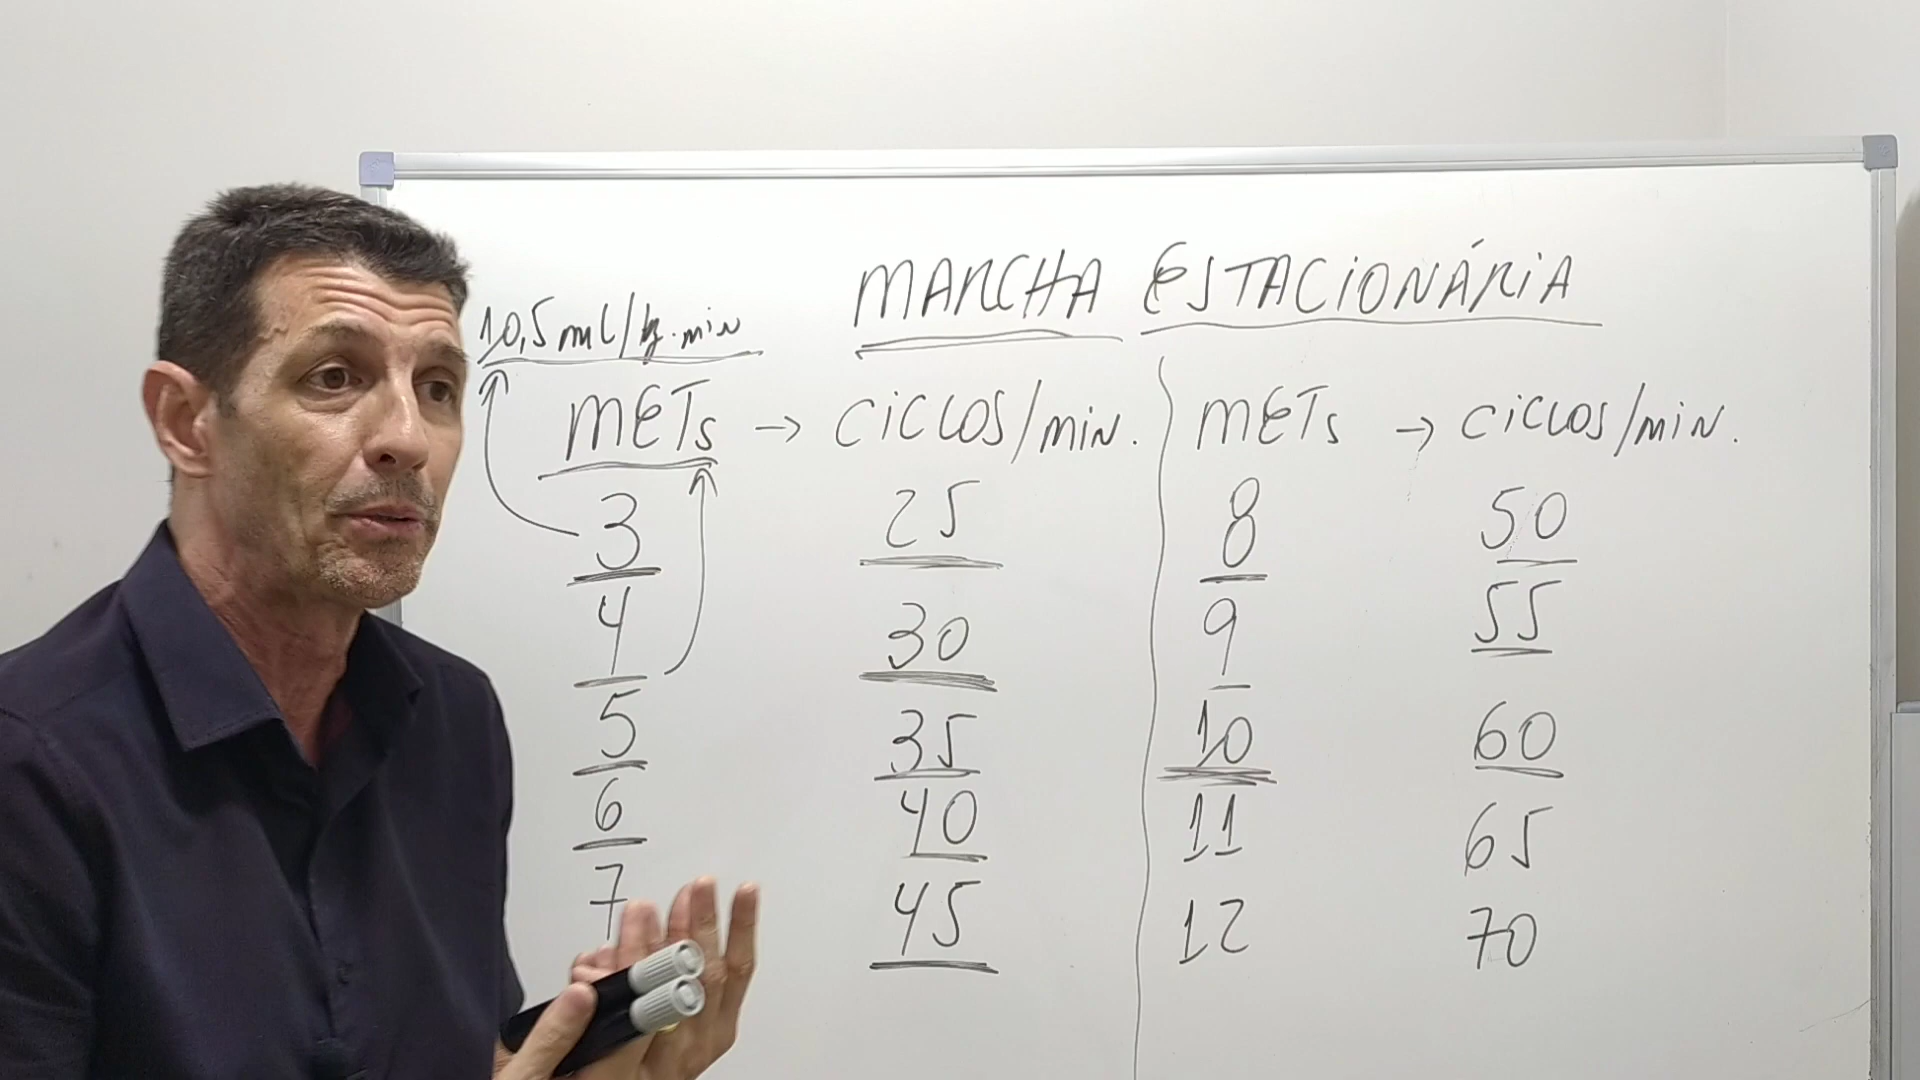 MARCHA ESTACIONÁRIA
10,5 ml/kg.min
METs → CICLOS/MIN. METs → CICLOS/MIN.
3 25 8 50
4 30 9 55
5 35 10 60
6 40 11 65
7 45 12 70